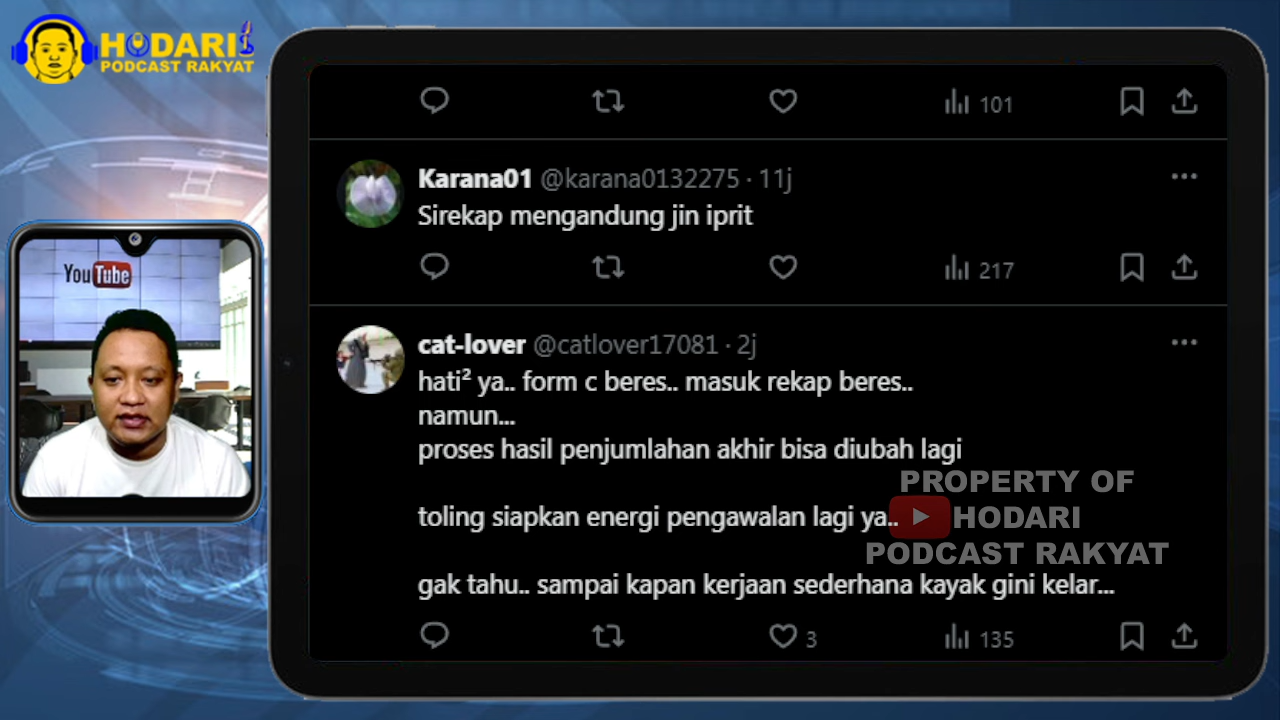 HODARI
PODCAST RAKYAT
YouTube
101
Karana01 @karana0132275 · 11j
Sirekap mengandung jin iprit
217
cat-lover @catlover17081 · 2j
hati² ya.. form c beres.. masuk rekap beres..
namun...
proses hasil penjumlahan akhir bisa diubah lagi
toling siapkan energi pengawalan lagi ya..
gak tahu.. sampai kapan kerjaan sederhana kayak gini kelar...
3 135
PROPERTY OF
HODARI
PODCAST RAKYAT